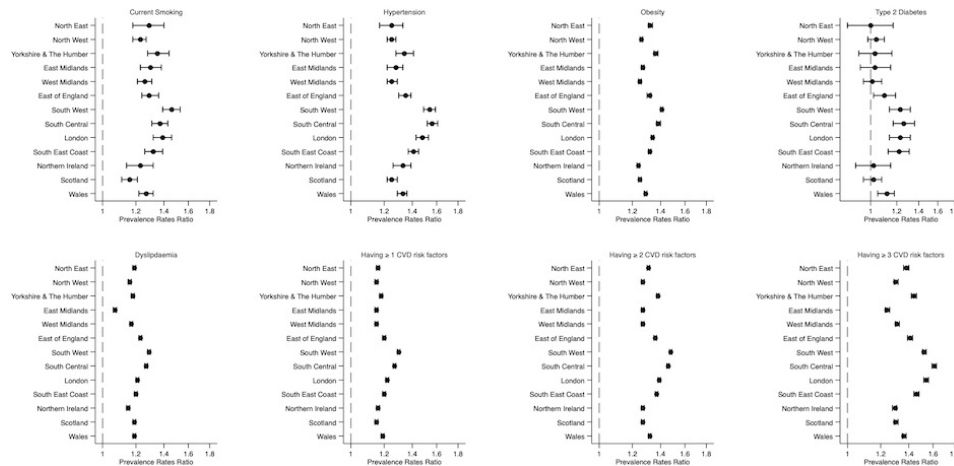 Current Smoking
North East
North West
Yorkshire & The Humber
East Midlands
West Midlands
East of England
South West
South Central
London
South East Coast
Northern Ireland
Scotland
Wales
1 1.2 1.4 1.6 1.8
Prevalence Rates Ratio
Hypertension
North East
North West
Yorkshire & The Humber
East Midlands
West Midlands
East of England
South West
South Central
London
South East Coast
Northern Ireland
Scotland
Wales
1 1.2 1.4 1.6 1.8
Prevalence Rates Ratio
Obesity
North East
North West
Yorkshire & The Humber
East Midlands
West Midlands
East of England
South West
South Central
London
South East Coast
Northern Ireland
Scotland
Wales
1 1.2 1.4 1.6 1.8
Prevalence Rates Ratio
Type 2 Diabetes
North East
North West
Yorkshire & The Humber
East Midlands
West Midlands
East of England
South West
South Central
London
South East Coast
Northern Ireland
Scotland
Wales
1 1.2 1.4 1.6 1.8
Prevalence Rates Ratio
Dyslipdaemia
North East
North West
Yorkshire & The Humber
East Midlands
West Midlands
East of England
South West
South Central
London
South East Coast
Northern Ireland
Scotland
Wales
1 1.2 1.4 1.6 1.8
Prevalence Rates Ratio
Having ≥ 1 CVD risk factors
North East
North West
Yorkshire & The Humber
East Midlands
West Midlands
East of England
South West
South Central
London
South East Coast
Northern Ireland
Scotland
Wales
1 1.2 1.4 1.6 1.8
Prevalence Rates Ratio
Having ≥ 2 CVD risk factors
North East
North West
Yorkshire & The Humber
East Midlands
West Midlands
East of England
South West
South Central
London
South East Coast
Northern Ireland
Scotland
Wales
1 1.2 1.4 1.6 1.8
Prevalence Rates Ratio
Having ≥ 3 CVD risk factors
North East
North West
Yorkshire & The Humber
East Midlands
West Midlands
East of England
South West
South Central
London
South East Coast
Northern Ireland
Scotland
Wales
1 1.2 1.4 1.6 1.8
Prevalence Rates Ratio